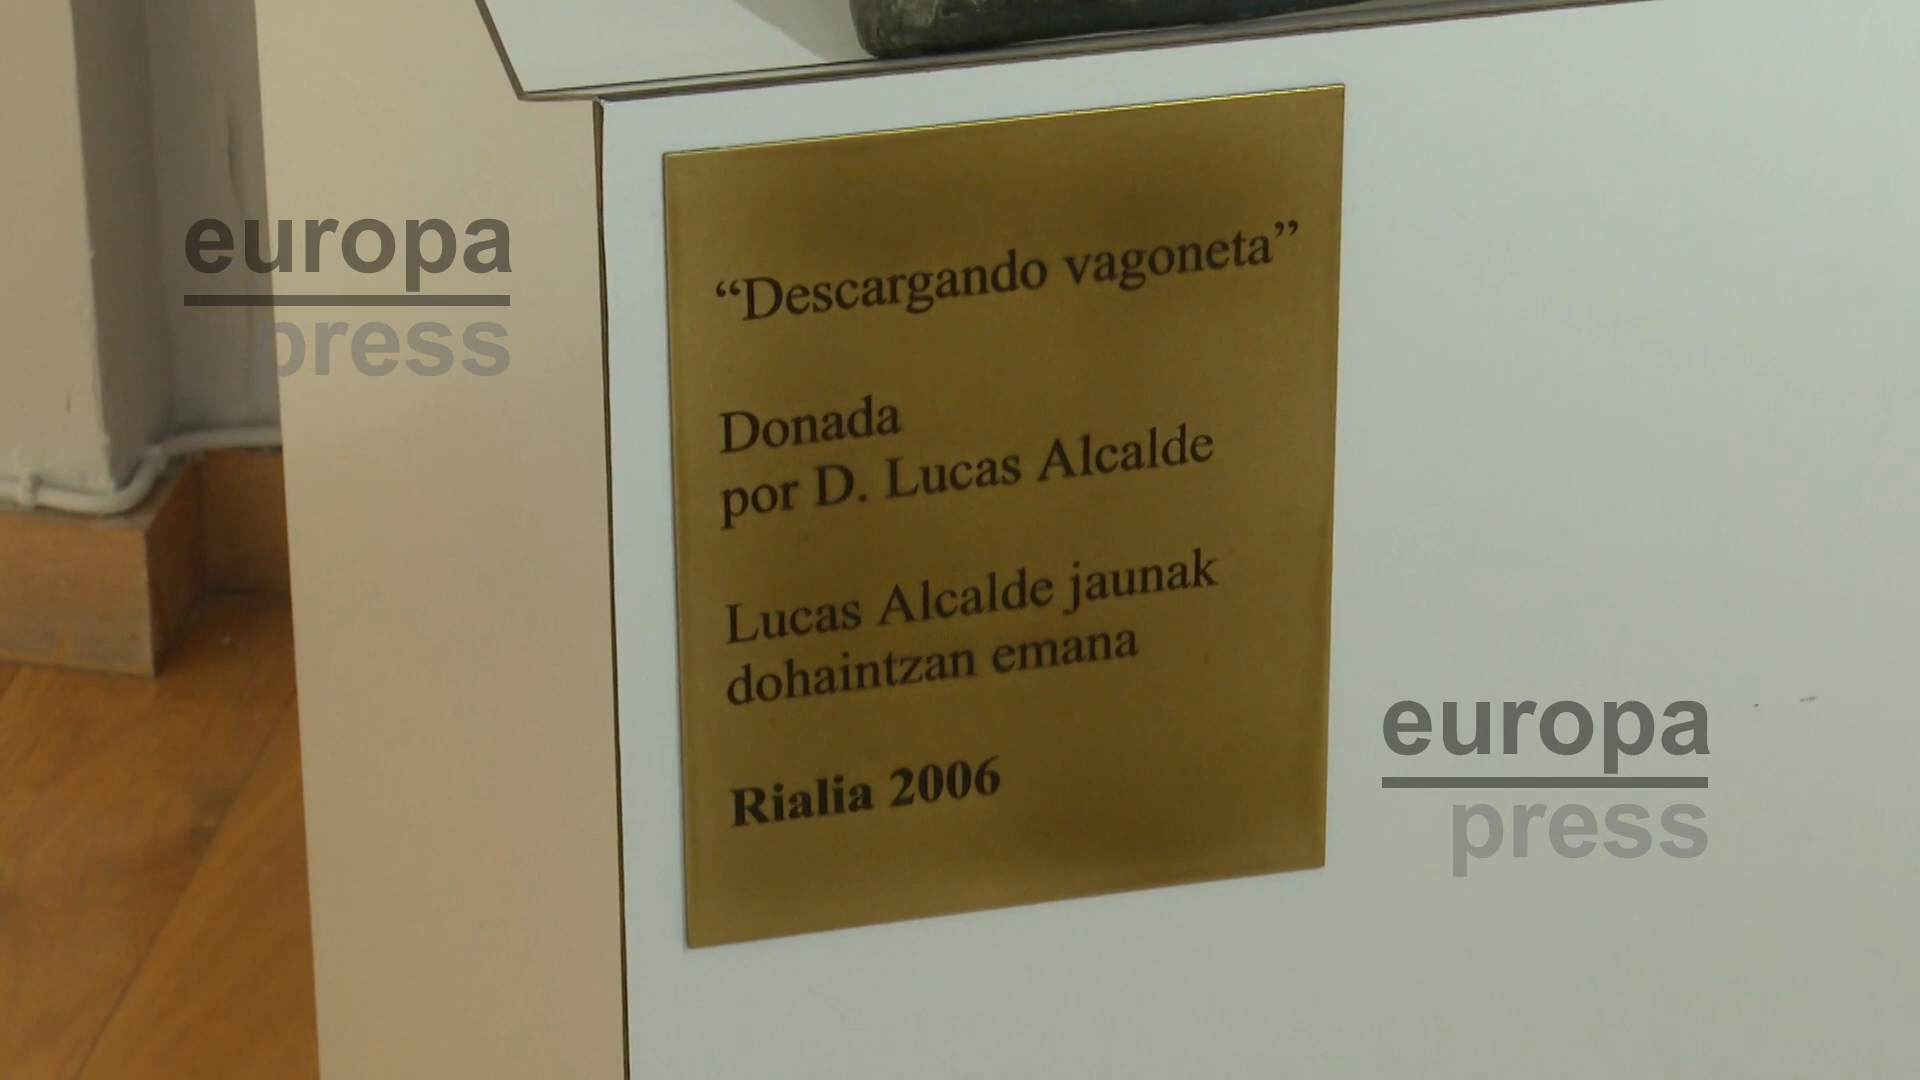 europa
press
“Descargando vagoneta”
Donada
por D. Lucas Alcalde
Lucas Alcalde jaunak
dohaintzan emana
Rialia 2006
europa
press